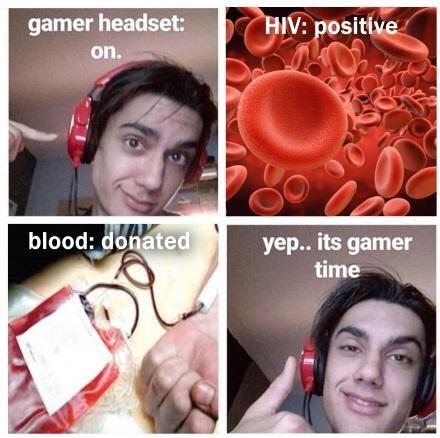 gamer headset:
on.
HIV: positive
blood: donated
yep.. its gamer
time